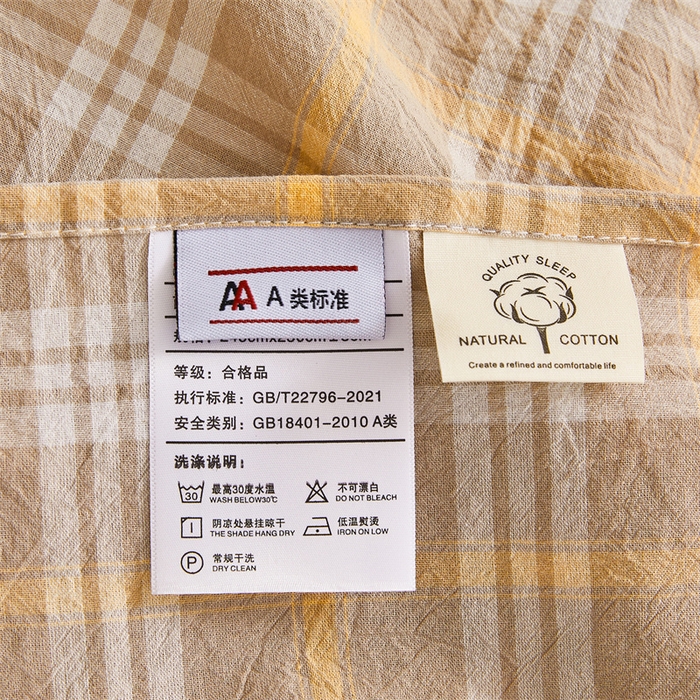 AA A 类标准
等级：合格品
执行标准：GB/T22796-2021
安全类别：GB18401-2010 A类
洗涤说明：
30 最高30度水温
WASH BELOW30℃
不可漂白
DO NOT BLEACH
阴凉处悬挂晾干
THE SHADE HANG DRY
低温熨烫
IRON ON LOW
P 常规干洗
DRY CLEAN
QUALITY SLEEP
NATURAL COTTON
Create a refined and comfortable life